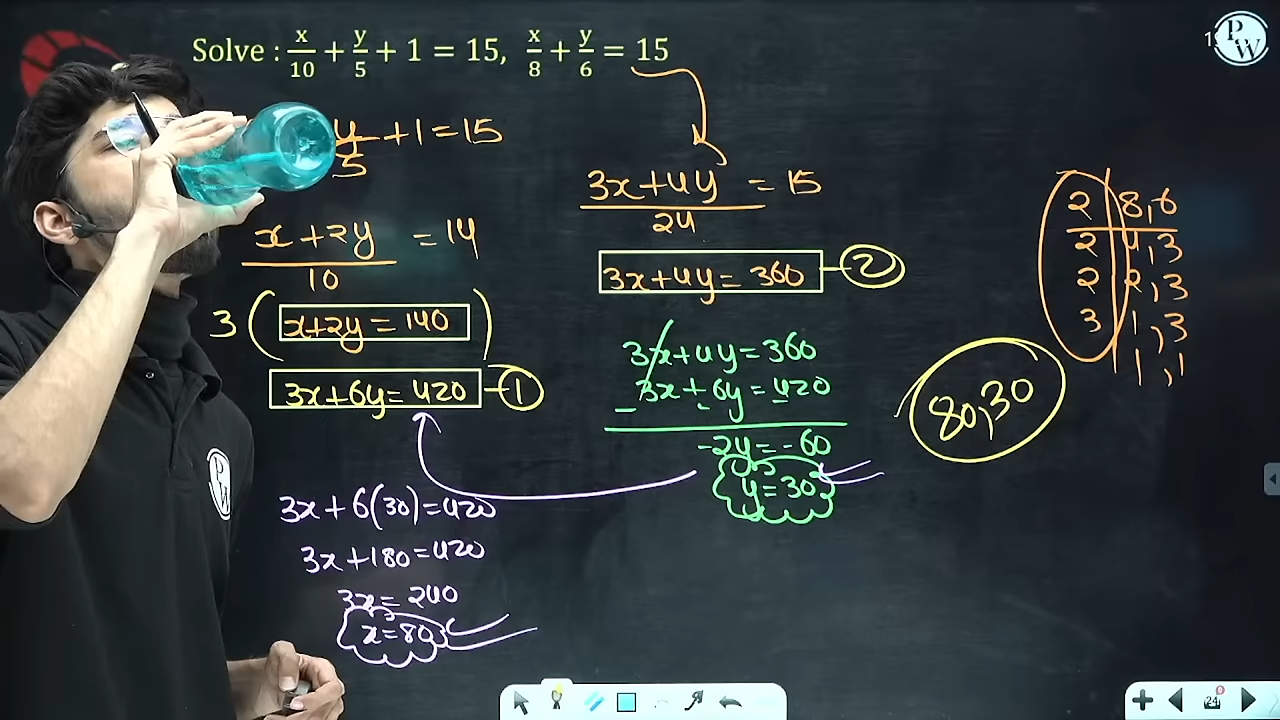 Solve : x/10 + y/5 + 1 = 15, x/8 + y/6 = 15
PW
y/5 + 1 = 15
x + 2y / 10 = 14
3 ( x + 2y = 140 )
3x + 6y = 420 - 1
3x + 4y / 24 = 15
3x + 4y = 360 - 2
3x + 4y = 360
3x + 6y = 420
-2y = -60
y = 30
3x + 6(30) = 420
3x + 180 = 420
3x = 240
x = 80
80, 30
2 | 8, 6
2 | 4, 3
2 | 2, 3
3 | 1, 3
1, 1
PW
24